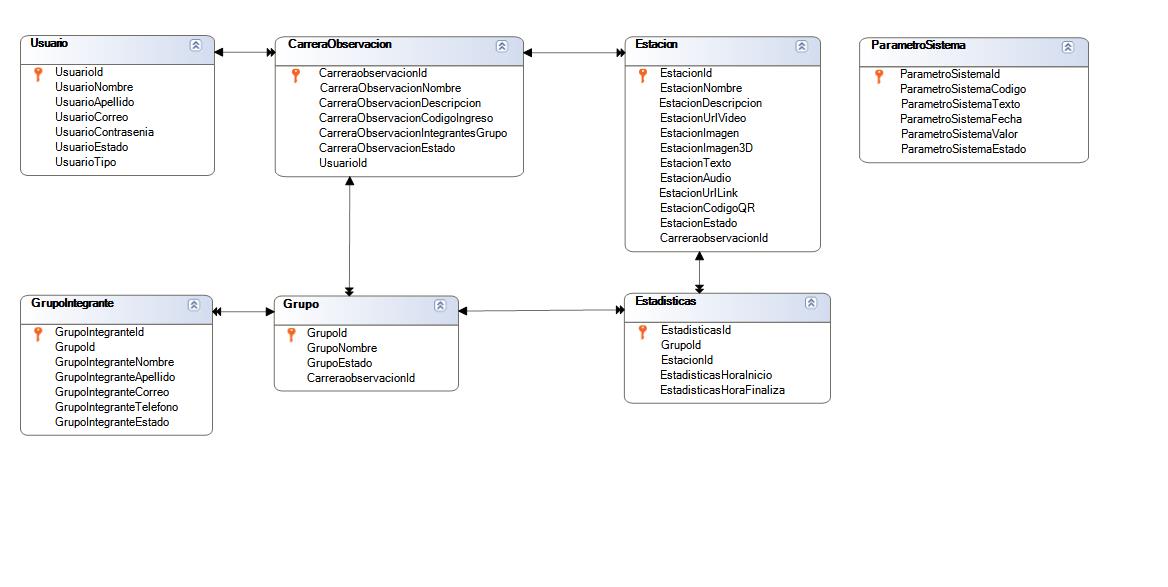 Usuario
UsuarioId
UsuarioNombre
UsuarioApellido
UsuarioCorreo
UsuarioContrasenia
UsuarioEstado
UsuarioTipo
CarreraObservacion
CarreraobservacionId
CarreraObservacionNombre
CarreraObservacionDescripcion
CarreraObservacionCodigoIngreso
CarreraObservacionIntegrantesGrupo
CarreraObservacionEstado
UsuarioId
Estacion
EstacionId
EstacionNombre
EstacionDescripcion
EstacionUrlVideo
EstacionImagen
EstacionImagen3D
EstacionTexto
EstacionAudio
EstacionUrlLink
EstacionCodigoQR
EstacionEstado
CarreraobservacionId
ParametroSistema
ParametroSistemaId
ParametroSistemaCodigo
ParametroSistemaTexto
ParametroSistemaFecha
ParametroSistemaValor
ParametroSistemaEstado
GrupoIntegrante
GrupoIntegranteId
GrupoId
GrupoIntegranteNombre
GrupoIntegranteApellido
GrupoIntegranteCorreo
GrupoIntegranteTelefono
GrupoIntegranteEstado
Grupo
GrupoId
GrupoNombre
GrupoEstado
CarreraobservacionId
Estadisticas
EstadisticasId
GrupoId
EstacionId
EstadisticasHoraInicio
EstadisticasHoraFinaliza